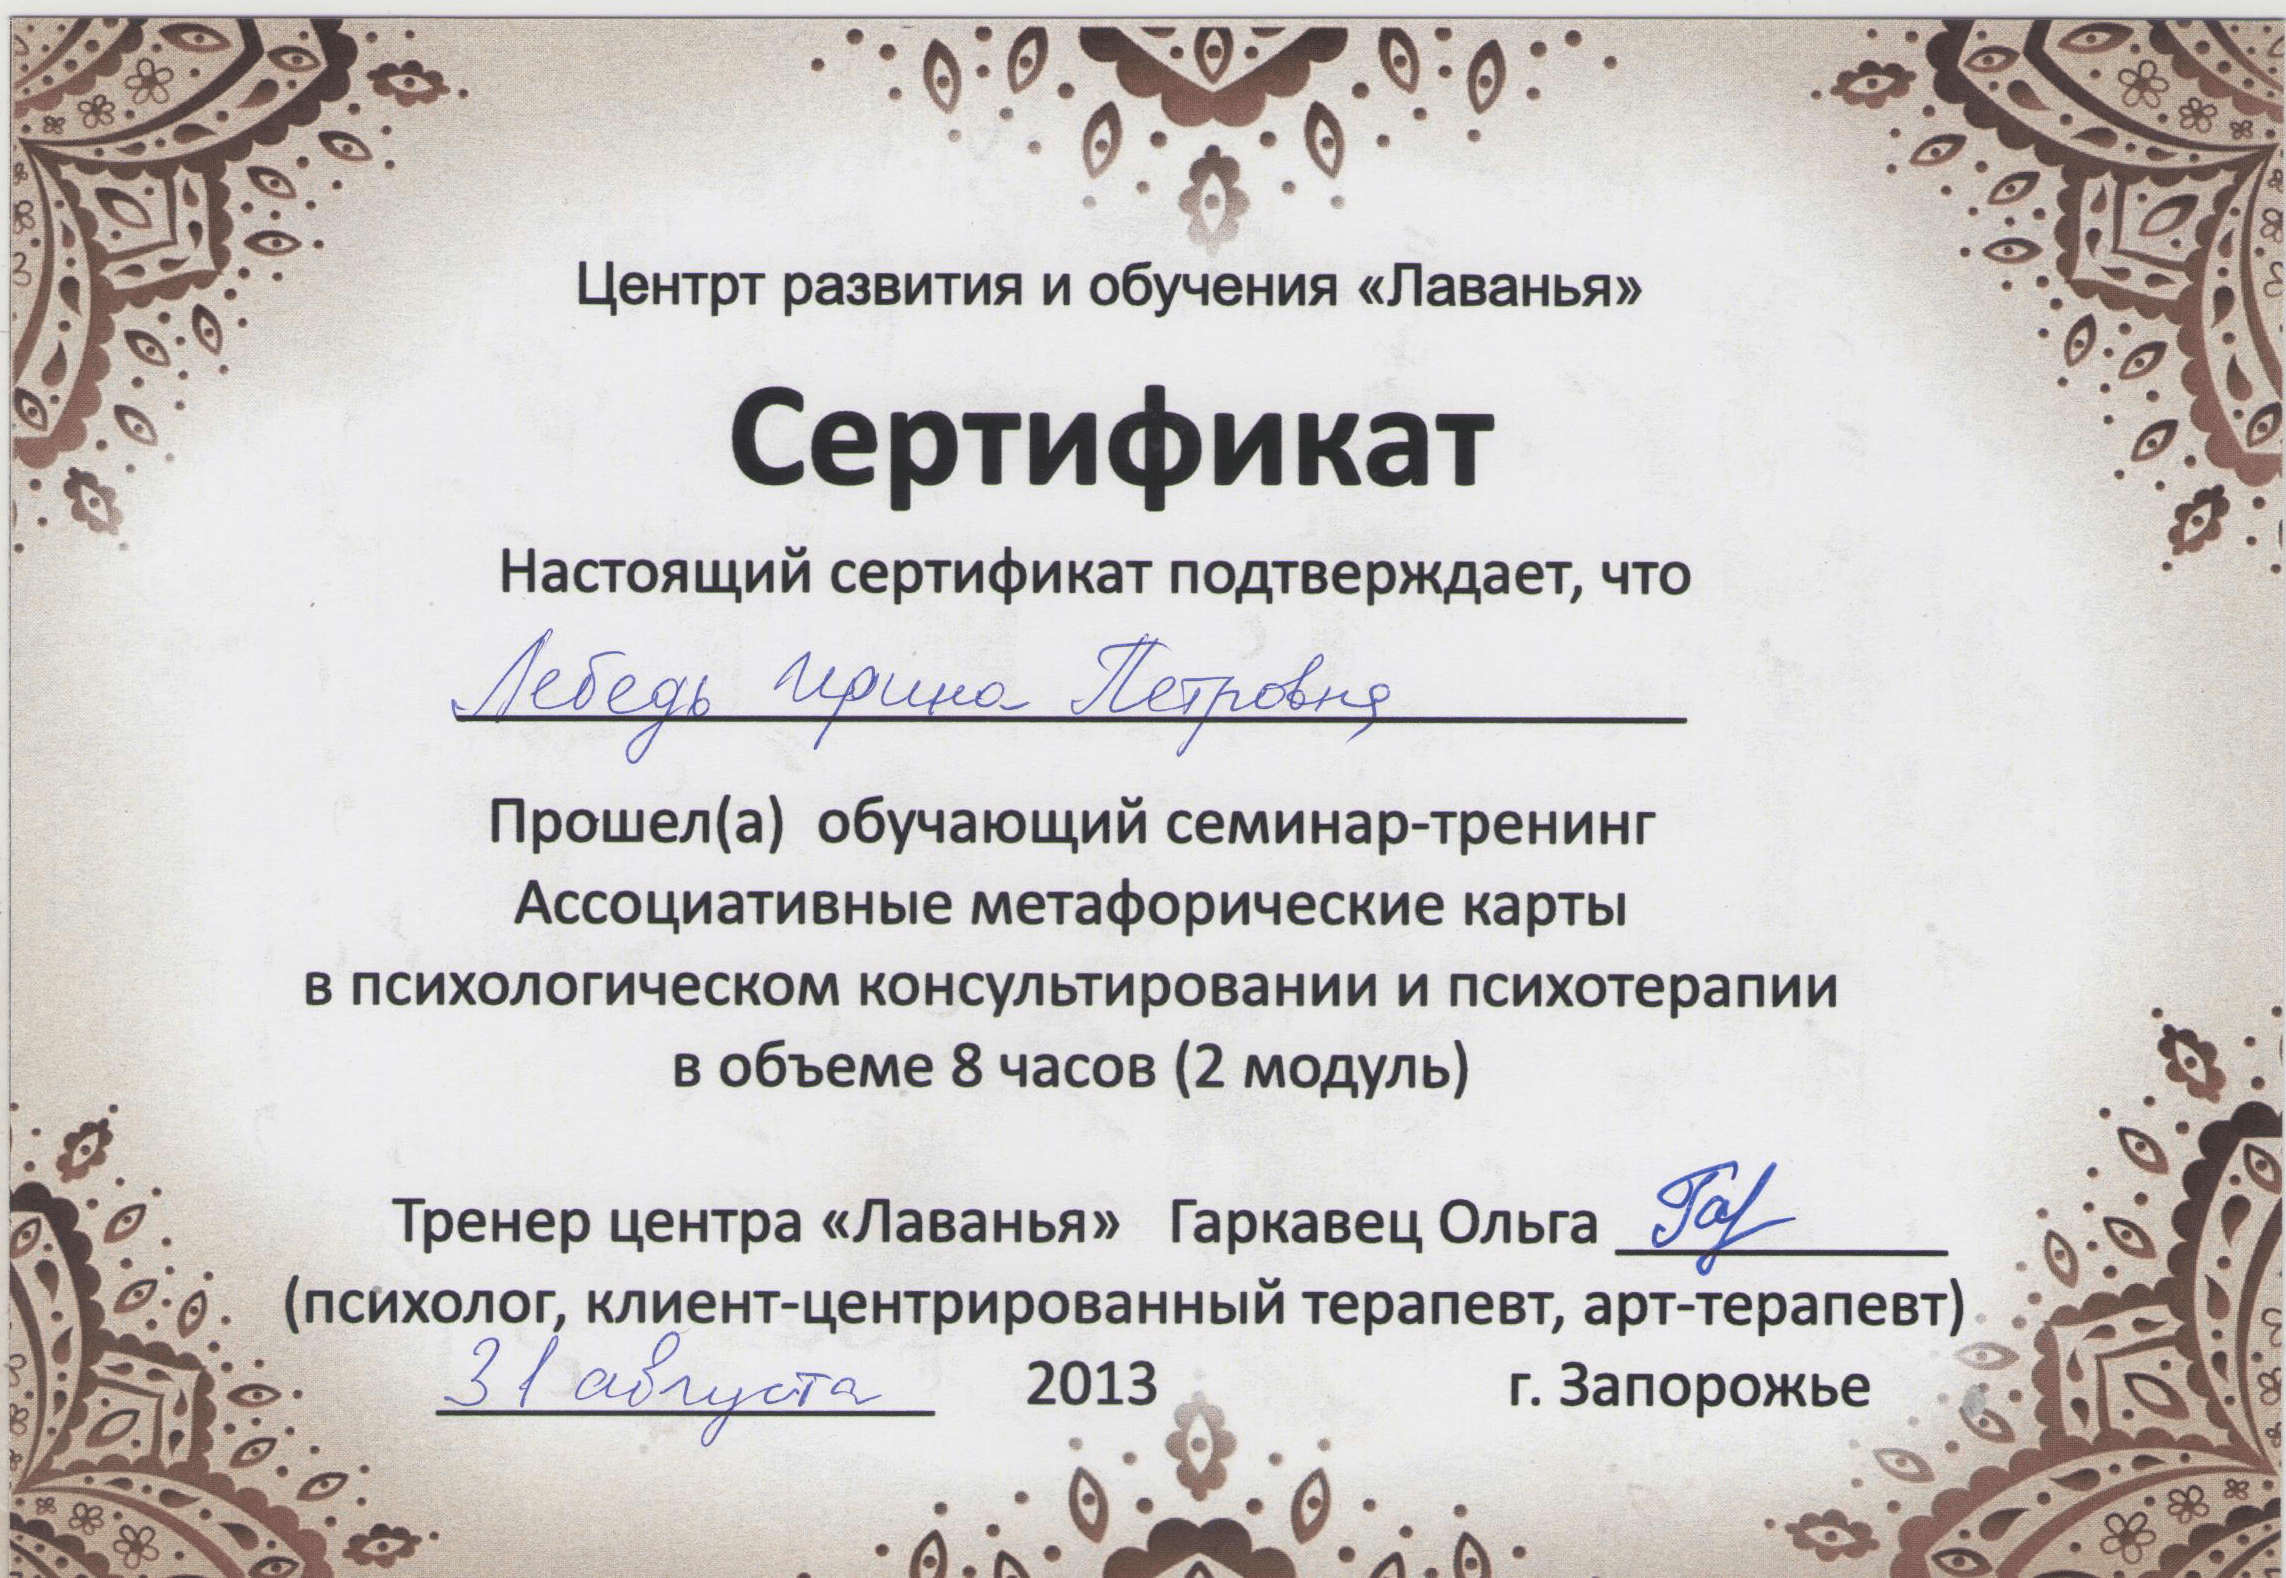 Центрт развития и обучения «Лаванья»
Сертификат
Настоящий сертификат подтверждает, что
Лебедь Ирина Петровна
Прошел(а) обучающий семинар-тренинг
Ассоциативные метафорические карты
в психологическом консультировании и психотерапии
в объеме 8 часов (2 модуль)
Тренер центра «Лаванья» Гаркавец Ольга Гар
(психолог, клиент-центрированный терапевт, арт-терапевт)
31 августа 2013 г. Запорожье